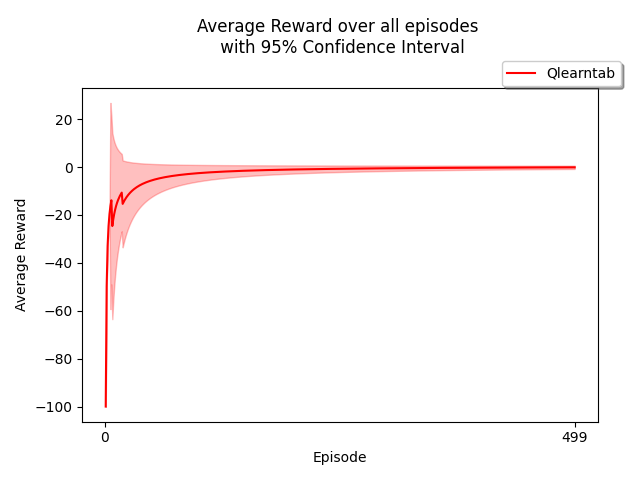 Average Reward over all episodes
with 95% Confidence Interval
Qlearntab
20
0
−20
−40
−60
−80
−100
Average Reward
0
499
Episode